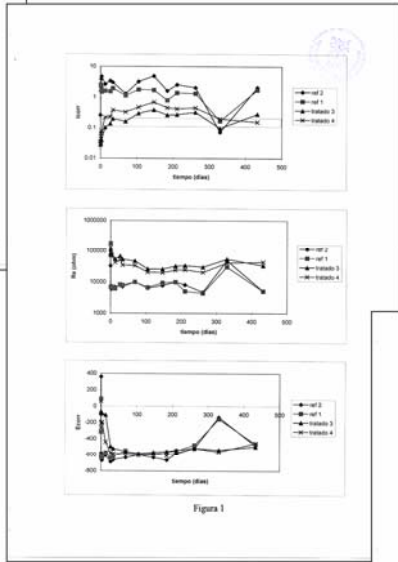 10
1
0.1
0.01
Icorr
0 100 200 300 400 500
tiempo (días)
ref 2
ref 1
tratado 3
tratado 4
1000000
100000
10000
1000
0 100 200 300 400 500
tiempo (días)
ref 2
ref 1
tratado 3
tratado 4
400
200
0
-200
-400
-600
-800
Ecorr
100 200 300 400 500
tiempo (días)
ref 2
ref 1
tratado 3
tratado 4
Figura 1